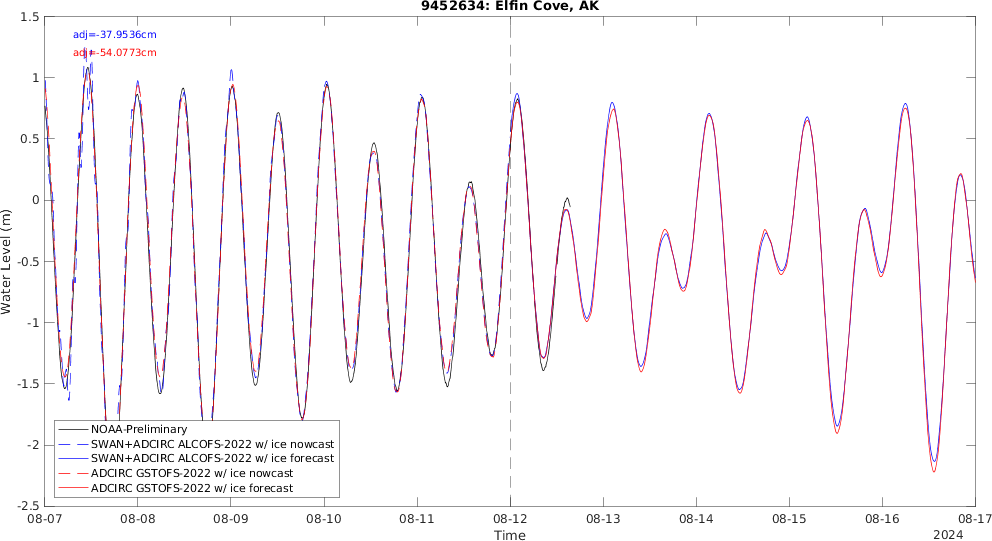 9452634: Elfin Cove, AK
adj=-37.9536cm
adj=-54.0773cm
1.5
1
0.5
0
-0.5
-1
-1.5
-2
-2.5
Water Level (m)
NOAA-Preliminary
SWAN+ADCIRC ALCOFS-2022 w/ ice nowcast
SWAN+ADCIRC ALCOFS-2022 w/ ice forecast
ADCIRC GSTOFS-2022 w/ ice nowcast
ADCIRC GSTOFS-2022 w/ ice forecast
08-07 08-08 08-09 08-10 08-11 08-12 08-13 08-14 08-15 08-16 08-17
Time
2024